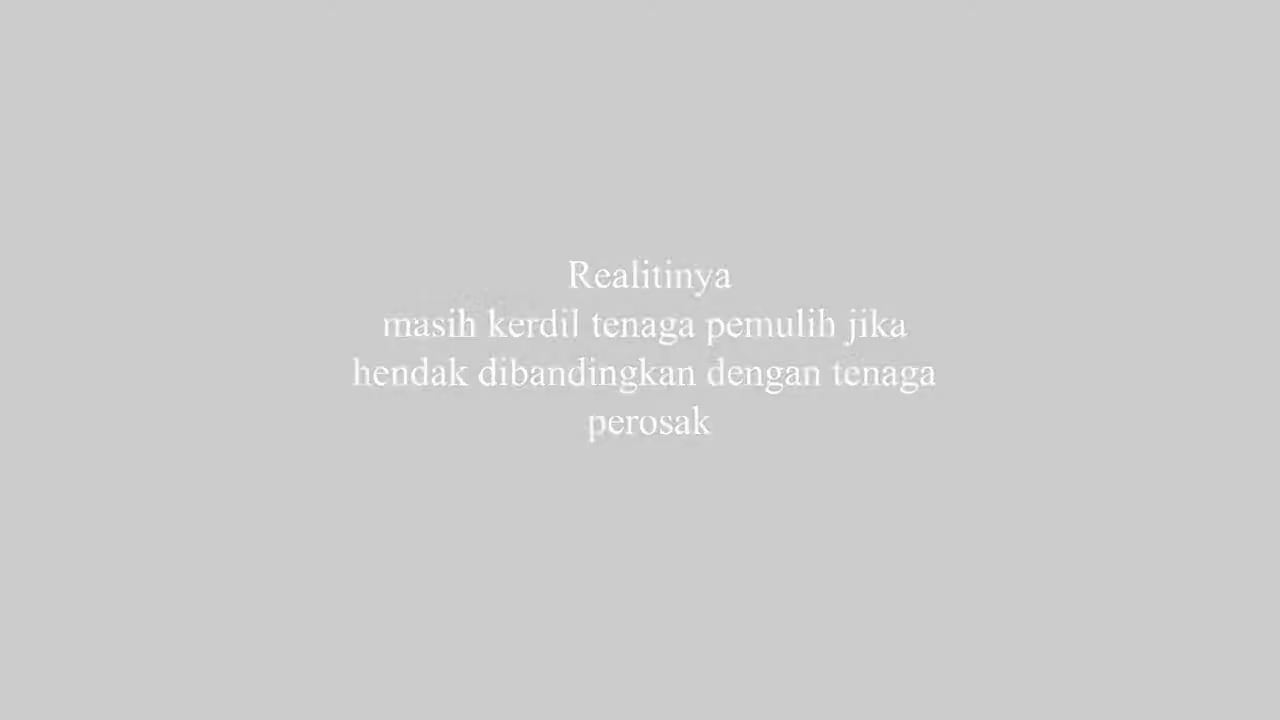 Realitinya
masih kerdil tenaga pemulih jika
hendak dibandingkan dengan tenaga
perosak